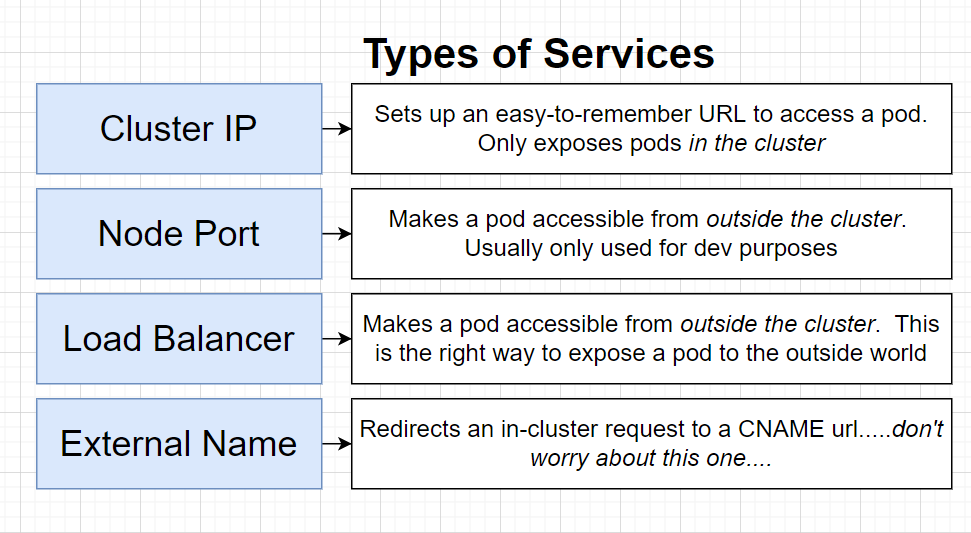 Types of Services
Cluster IP
Sets up an easy-to-remember URL to access a pod.
Only exposes pods in the cluster
Node Port
Makes a pod accessible from outside the cluster.
Usually only used for dev purposes
Load Balancer
Makes a pod accessible from outside the cluster.  This
is the right way to expose a pod to the outside world
External Name
Redirects an in-cluster request to a CNAME url.....don't
worry about this one....